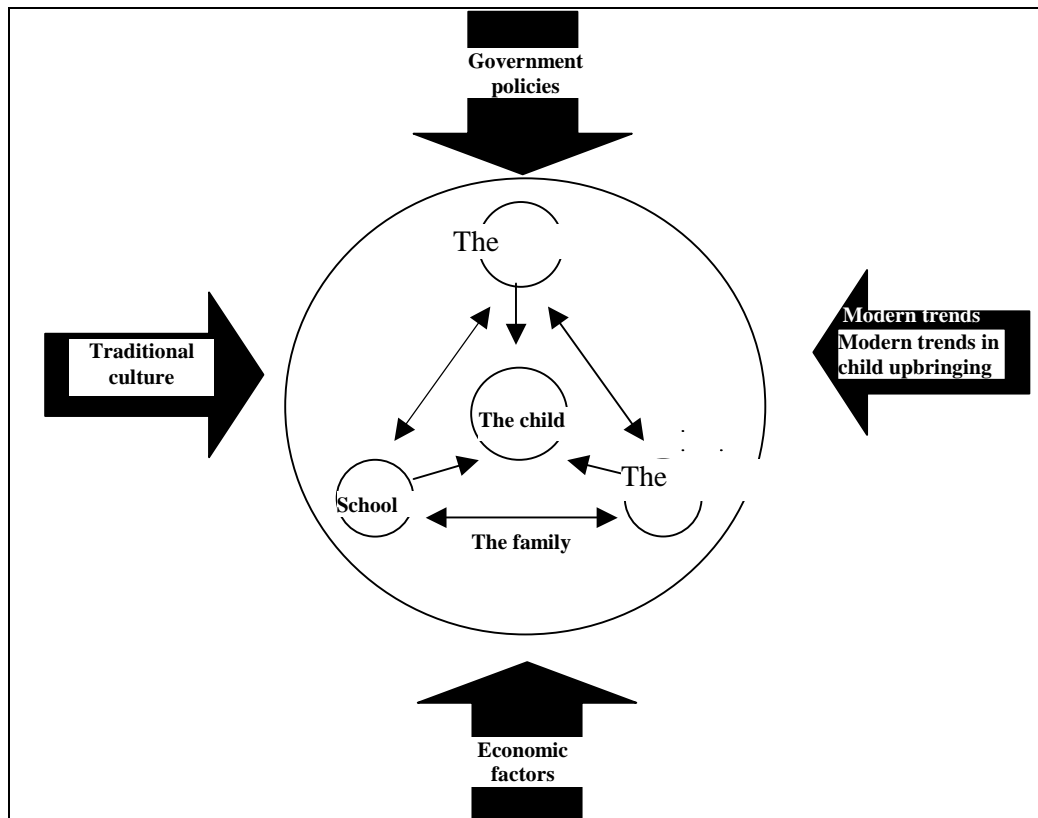 Government
policies
The
Modern trends
Traditional
culture
Modern trends in
child upbringing
The child
The
School
The family
Economic
factors